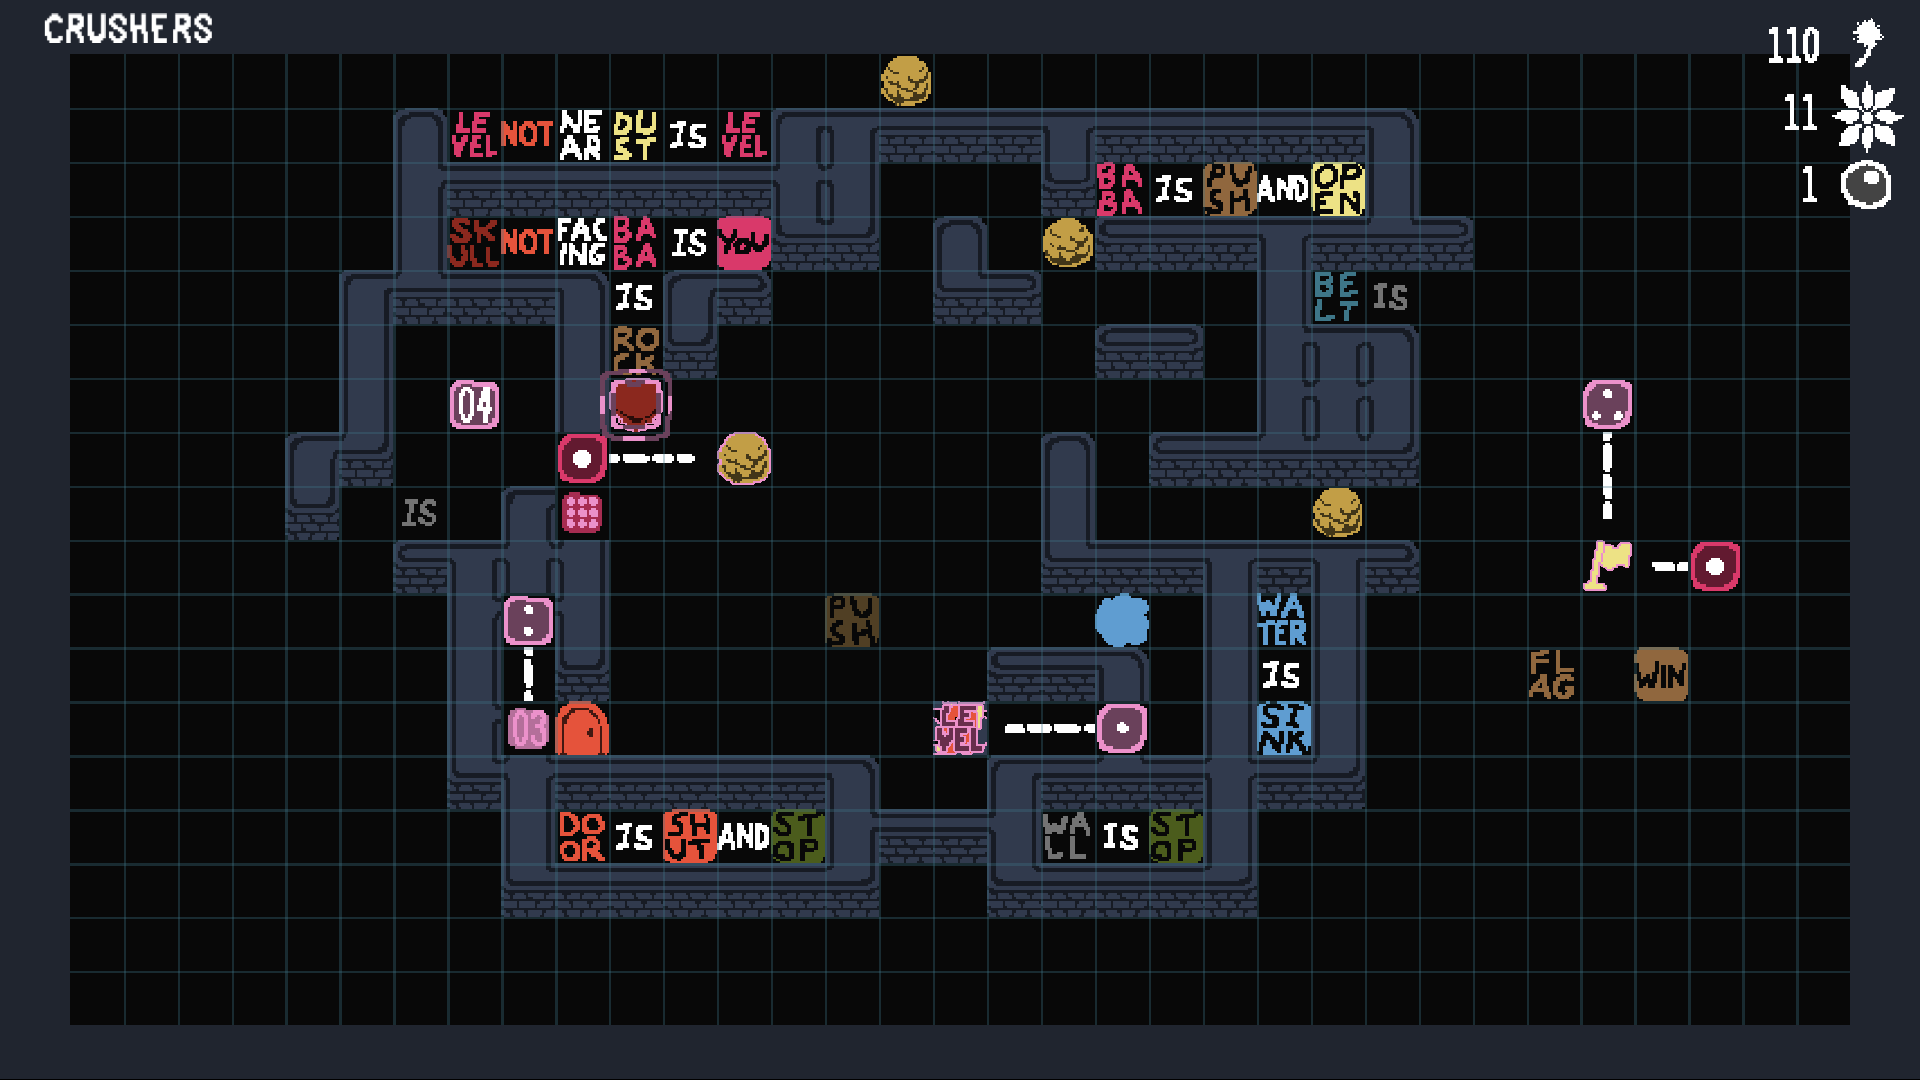 CRUSHERS
110
11
1
LEVEL NOT NEAR DUST IS LEVEL
BABA IS PUSH AND OPEN
SKULL NOT FACING BABA IS YOU
IS
BELT IS
ROCK
04
IS
PUSH
WATER
IS
FLAG WIN
03
LEVEL
SINK
DOOR IS SHUT AND STOP
WALL IS STOP